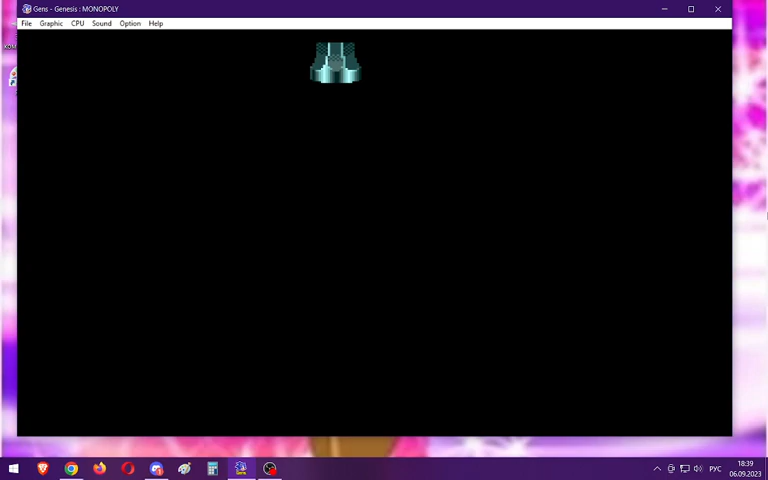 Gens - Genesis : MONOPOLY
File Graphic CPU Sound Option Help
РУС
18:39
06.09.2023